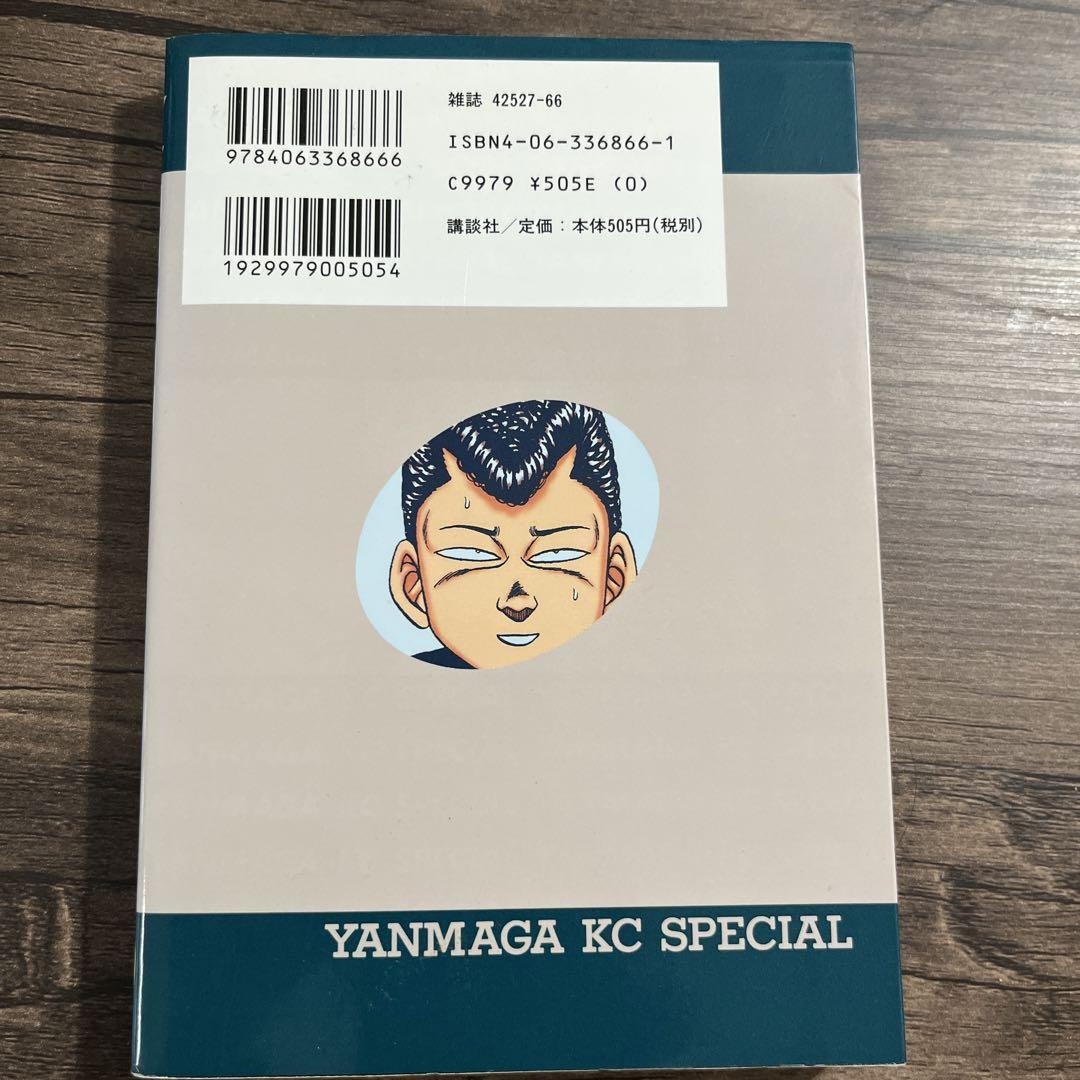 雑誌 42527-66
9784063368666
ISBN4-06-336866-1
C9979 ¥505E (0)
1929979005054
講談社／定価：本体505円(税別)
YANMAGA KC SPECIAL